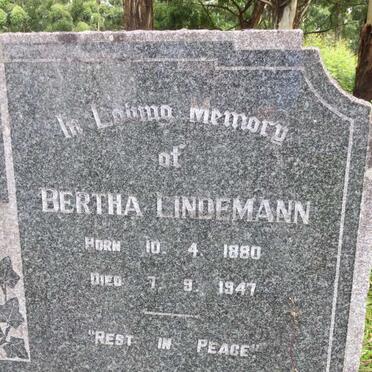 In Loving Memory
of
BERTHA LINDEMANN
BORN 10. 4. 1880
DIED 7. 9. 1947
"REST IN PEACE"